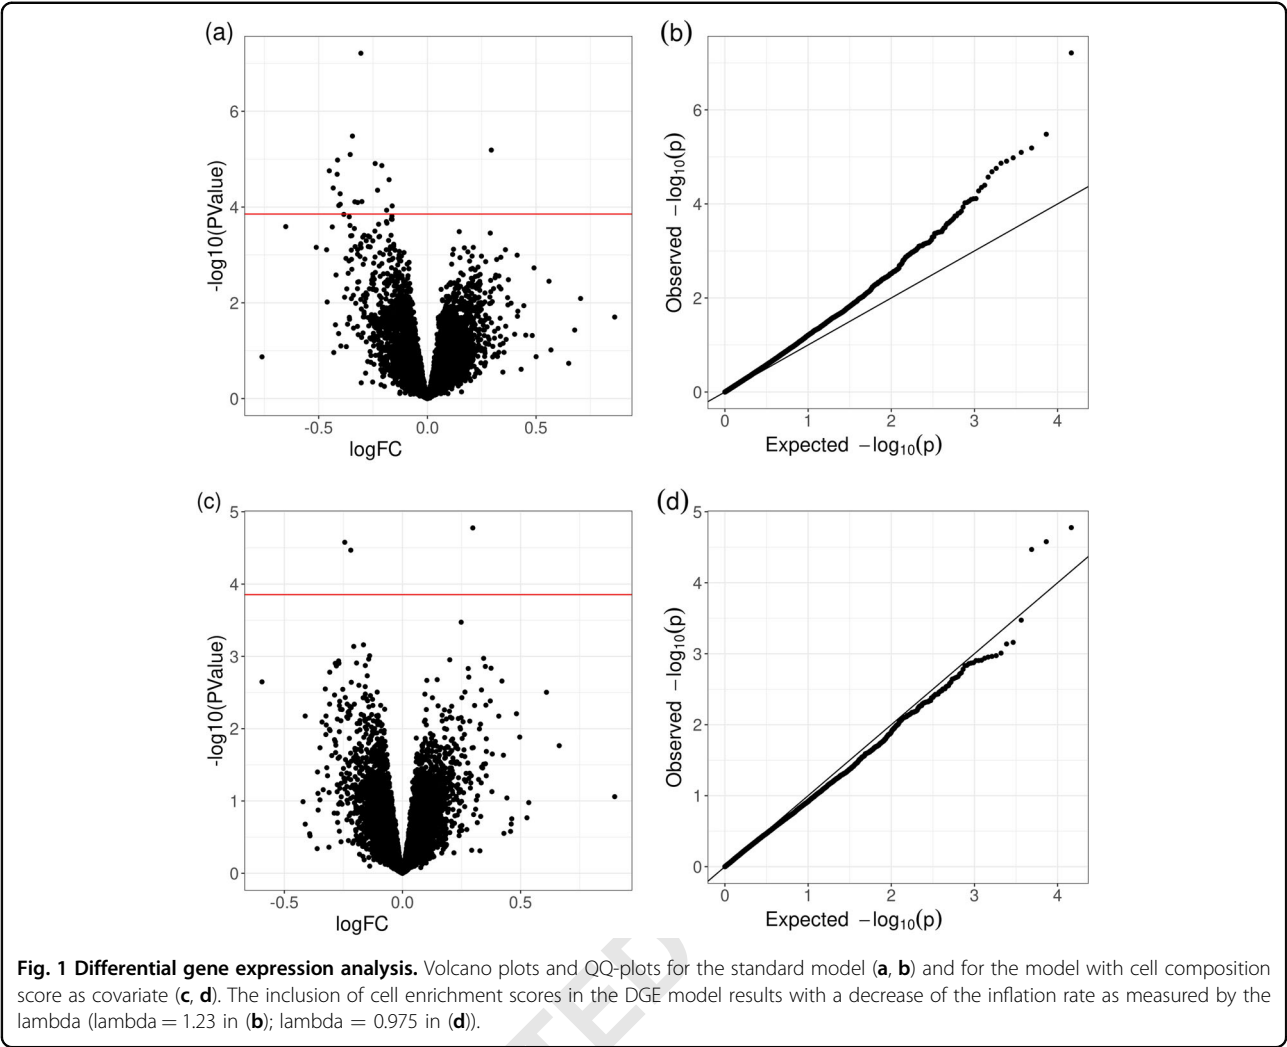 (a)
-log10(PValue)
6
4
2
0
-0.5 0.0 0.5
logFC
(b)
Observed −log10(p)
6
4
2
0
0 1 2 3 4
Expected −log10(p)
(c)
-log10(PValue)
5
4
3
2
1
0
-0.5 0.0 0.5
logFC
(d)
Observed −log10(p)
5
4
3
2
1
0
0 1 2 3 4
Expected −log10(p)
Fig. 1 Differential gene expression analysis. Volcano plots and QQ-plots for the standard model (a, b) and for the model with cell composition
score as covariate (c, d). The inclusion of cell enrichment scores in the DGE model results with a decrease of the inflation rate as measured by the
lambda (lambda = 1.23 in (b); lambda = 0.975 in (d)).
TED